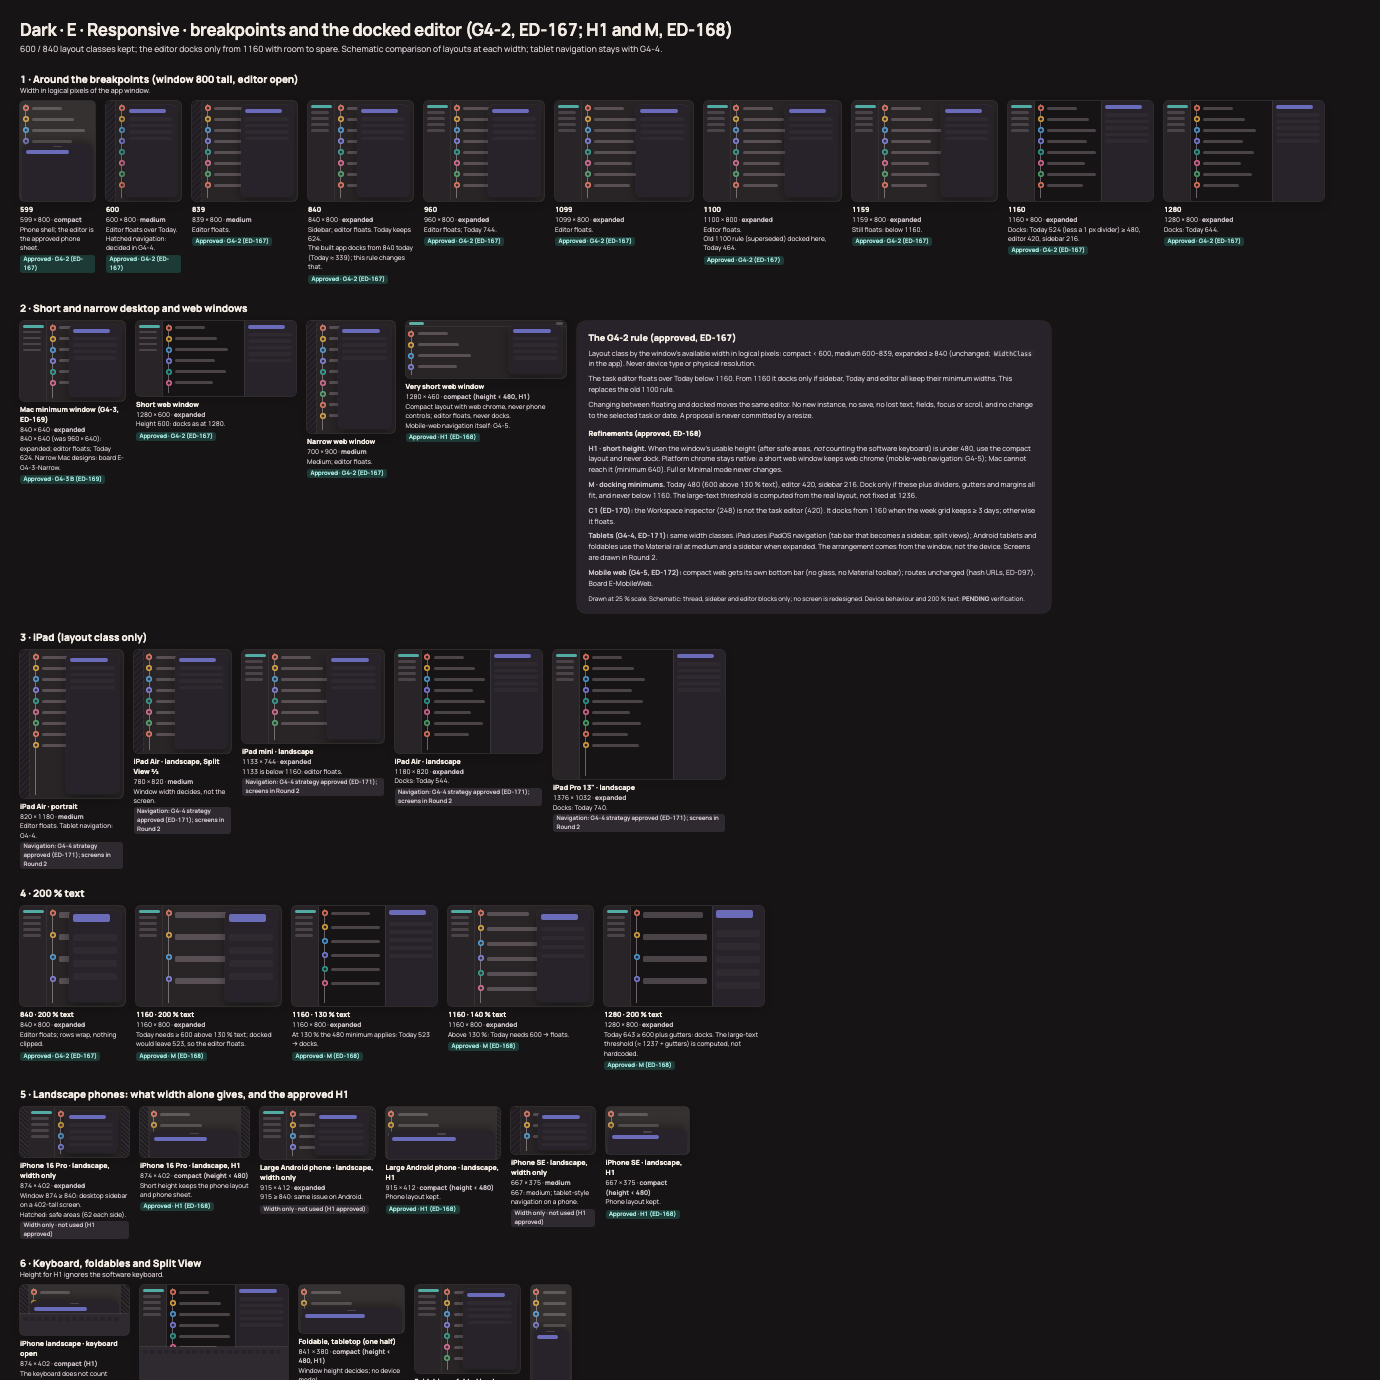 Dark · E · Responsive · breakpoints and the docked editor (G4-2, ED-167; H1 and M, ED-168)
600 / 840 layout classes kept; the editor docks only from 1160 with room to spare. Schematic comparison of layouts at each width; tablet navigation stays with G4-4.
1 · Around the breakpoints (window 800 tall, editor open)
Width in logical pixels of the app window.
599
599 × 800 · compact
Phone shell; the editor is
the approved phone
sheet.
Approved · G4-2 (ED-
167)
600
600 × 800 · medium
Editor floats over Today.
Hatched navigation:
decided in G4-4.
Approved · G4-2 (ED-
167)
839
839 × 800 · medium
Editor floats.
Approved · G4-2 (ED-167)
840
840 × 800 · expanded
Sidebar; editor floats. Today keeps
624.
The built app docks from 840 today
(Today ≈ 339); this rule changes
that.
Approved · G4-2 (ED-167)
960
960 × 800 · expanded
Editor floats; Today 744.
Approved · G4-2 (ED-167)
1099
1099 × 800 · expanded
Editor floats.
Approved · G4-2 (ED-167)
1100
1100 × 800 · expanded
Editor floats.
Old 1100 rule (superseded) docked here,
Today 464.
Approved · G4-2 (ED-167)
1159
1159 × 800 · expanded
Still floats: below 1160.
Approved · G4-2 (ED-167)
1160
1160 × 800 · expanded
Docks: Today 524 (less a 1 px divider) ≥ 480,
editor 420, sidebar 216.
Approved · G4-2 (ED-167)
1280
1280 × 800 · expanded
Docks: Today 644.
Approved · G4-2 (ED-167)
2 · Short and narrow desktop and web windows
Mac minimum window (G4-3,
ED-169)
840 × 640 · expanded
840 × 640 (was 960 × 640):
expanded; editor floats; Today
624. Narrow Mac designs: board E-
G4-3-Narrow.
Approved · G4-3 B (ED-169)
Short web window
1280 × 600 · expanded
Height 600: docks as at 1280.
Approved · G4-2 (ED-167)
Narrow web window
700 × 900 · medium
Medium; editor floats.
Approved · G4-2 (ED-167)
Very short web window
1280 × 460 · compact (height < 480, H1)
Compact layout with web chrome, never phone
controls; editor floats, never docks.
Mobile-web navigation itself: G4-5.
Approved · H1 (ED-168)
The G4-2 rule (approved, ED-167)
Layout class by the window's available width in logical pixels: compact < 600, medium 600–839, expanded ≥ 840 (unchanged; WidthClass
in the app). Never device type or physical resolution.
The task editor floats over Today below 1160. From 1160 it docks only if sidebar, Today and editor all keep their minimum widths. This
replaces the old 1100 rule.
Changing between floating and docked moves the same editor. No new instance, no save, no lost text, fields, focus or scroll, and no change
to the selected task or date. A proposal is never committed by a resize.
Refinements (approved, ED-168)
H1 · short height. When the window's usable height (after safe areas, not counting the software keyboard) is under 480, use the compact
layout and never dock. Platform chrome stays native: a short web window keeps web chrome (mobile-web navigation: G4-5); Mac cannot
reach it (minimum 640). Full or Minimal mode never changes.
M · docking minimums. Today 480 (600 above 130 % text), editor 420, sidebar 216. Dock only if these plus dividers, gutters and margins all
fit, and never below 1160. The large-text threshold is computed from the real layout, not fixed at 1236.
C1 (ED-170): the Workspace inspector (248) is not the task editor (420). It docks from 1160 when the week grid keeps ≥ 3 days; otherwise
it floats.
Tablets (G4-4, ED-171): same width classes. iPad uses iPadOS navigation (tab bar that becomes a sidebar, split views); Android tablets and
foldables use the Material rail at medium and a sidebar when expanded. The arrangement comes from the window, not the device. Screens
are drawn in Round 2.
Mobile web (G4-5, ED-172): compact web gets its own bottom bar (no glass, no Material toolbar); routes unchanged (hash URLs, ED-097).
Board E-MobileWeb.
Drawn at 25 % scale. Schematic: thread, sidebar and editor blocks only; no screen is redesigned. Device behaviour and 200 % text: PENDING verification.
3 · iPad (layout class only)
iPad Air · portrait
820 × 1180 · medium
Editor floats. Tablet navigation:
G4-4.
Navigation: G4-4 strategy
approved (ED-171); screens in
Round 2
iPad Air · landscape, Split
View ⅔
780 × 820 · medium
Window width decides, not the
screen.
Navigation: G4-4 strategy
approved (ED-171); screens in
Round 2
iPad mini · landscape
1133 × 744 · expanded
1133 is below 1160: editor floats.
Navigation: G4-4 strategy approved (ED-171);
screens in Round 2
iPad Air · landscape
1180 × 820 · expanded
Docks: Today 544.
Navigation: G4-4 strategy approved (ED-171);
screens in Round 2
iPad Pro 13" · landscape
1376 × 1032 · expanded
Docks: Today 740.
Navigation: G4-4 strategy approved (ED-171); screens in
Round 2
4 · 200 % text
840 · 200 % text
840 × 800 · expanded
Editor floats; rows wrap, nothing
clipped.
Approved · G4-2 (ED-167)
1160 · 200 % text
1160 × 800 · expanded
Today needs ≥ 600 above 130 % text; docked
would leave 523, so the editor floats.
Approved · M (ED-168)
1160 · 130 % text
1160 × 800 · expanded
At 130 % the 480 minimum applies: Today 523
→ docks.
Approved · M (ED-168)
1160 · 140 % text
1160 × 800 · expanded
Above 130 %: Today needs 600 → floats.
Approved · M (ED-168)
1280 · 200 % text
1280 × 800 · expanded
Today 643 ≥ 600 plus gutters: docks. The large-text
threshold (≈ 1237 + gutters) is computed, not
hardcoded.
Approved · M (ED-168)
5 · Landscape phones: what width alone gives, and the approved H1
iPhone 16 Pro · landscape,
width only
874 × 402 · expanded
Window 874 ≥ 840: desktop sidebar
on a 402-tall screen.
Hatched: safe areas (62 each side).
Width only · not used (H1
approved)
iPhone 16 Pro · landscape, H1
874 × 402 · compact (height < 480)
Short height keeps the phone layout
and phone sheet.
Approved · H1 (ED-168)
Large Android phone · landscape,
width only
915 × 412 · expanded
915 ≥ 840: same issue on Android.
Width only · not used (H1 approved)
Large Android phone · landscape,
H1
915 × 412 · compact (height < 480)
Phone layout kept.
Approved · H1 (ED-168)
iPhone SE · landscape,
width only
667 × 375 · medium
667: medium; tablet-style
navigation on a phone.
Width only · not used (H1
approved)
iPhone SE · landscape,
H1
667 × 375 · compact
(height < 480)
Phone layout kept.
Approved · H1 (ED-168)
6 · Keyboard, foldables and Split View
Height for H1 ignores the software keyboard.
iPhone landscape · keyboard
open
874 × 402 · compact (H1)
The keyboard does not count
Foldable, tabletop (one half)
841 × 380 · compact (height <
480, H1)
Window height decides; no device